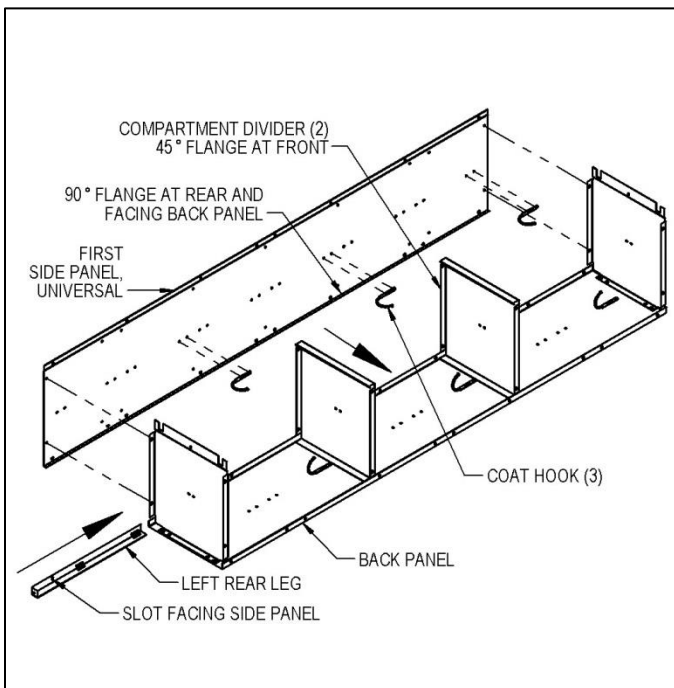 COMPARTMENT DIVIDER (2)
45° FLANGE AT FRONT
90° FLANGE AT REAR AND
FACING BACK PANEL
FIRST
SIDE PANEL,
UNIVERSAL
COAT HOOK (3)
BACK PANEL
LEFT REAR LEG
SLOT FACING SIDE PANEL